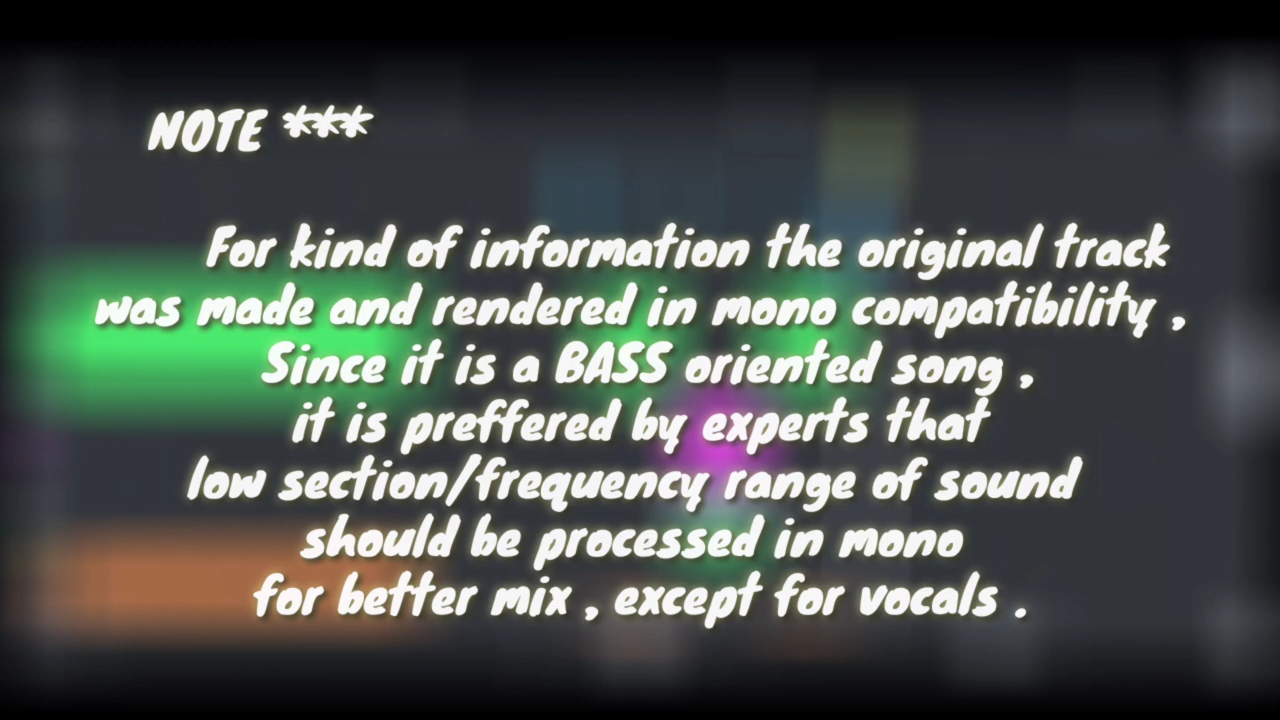 NOTE ***
For kind of information the original track
was made and rendered in mono compatibility ,
Since it is a BASS oriented song ,
it is preffered by experts that
low section/frequency range of sound
should be processed in mono
for better mix , except for vocals .